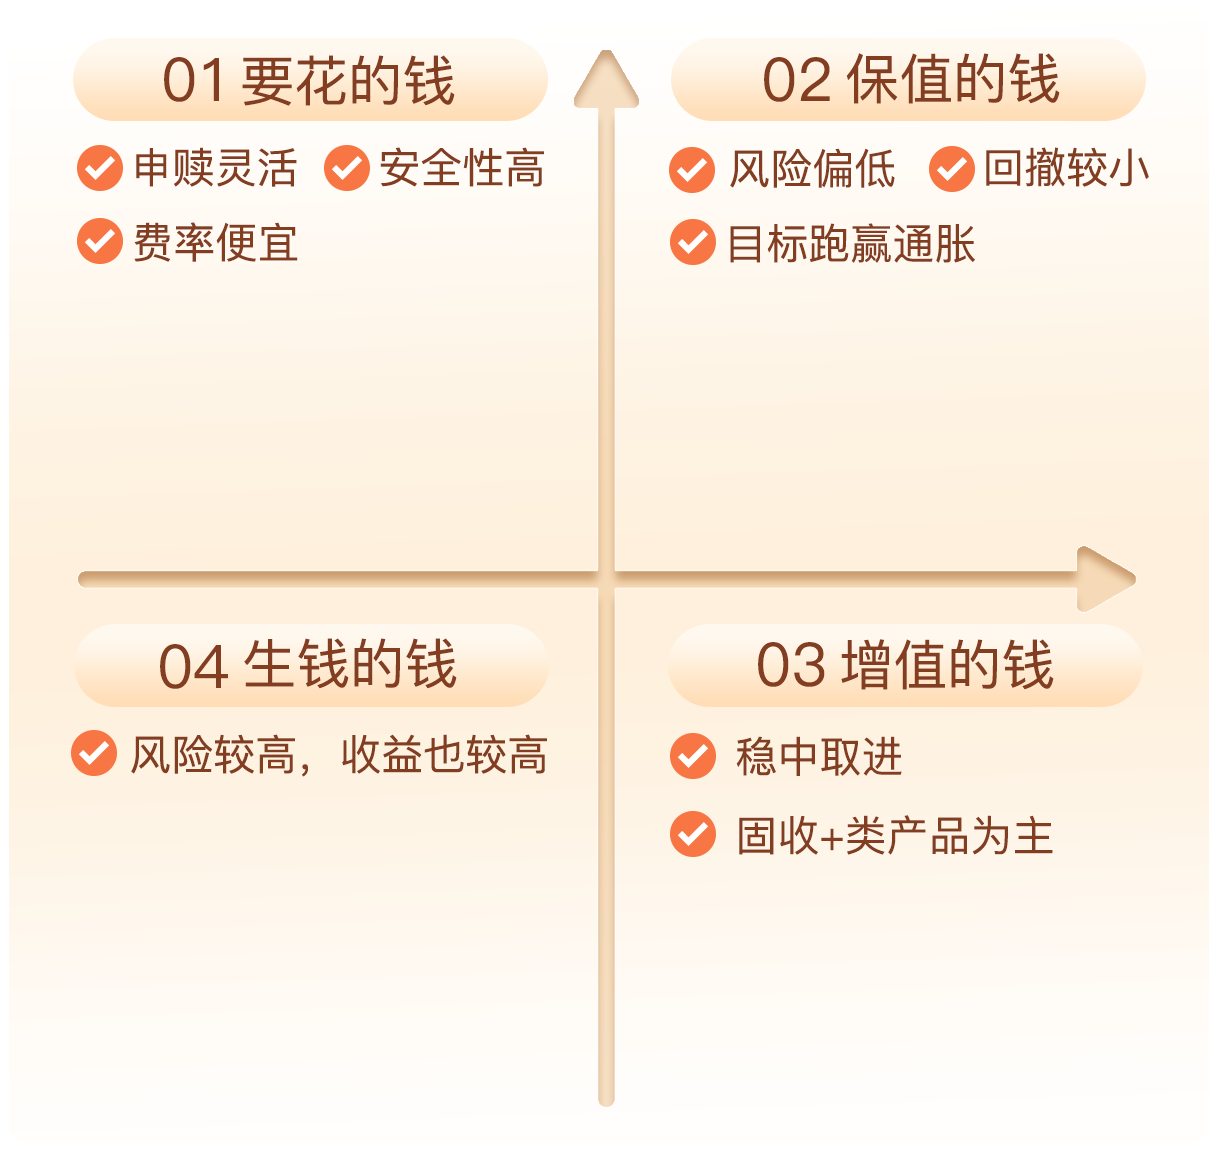 01 要花的钱
申赎灵活
安全性高
费率便宜
02 保值的钱
风险偏低
回撤较小
目标跑赢通胀
04 生钱的钱
风险较高，收益也较高
03 增值的钱
稳中取进
固收+类产品为主